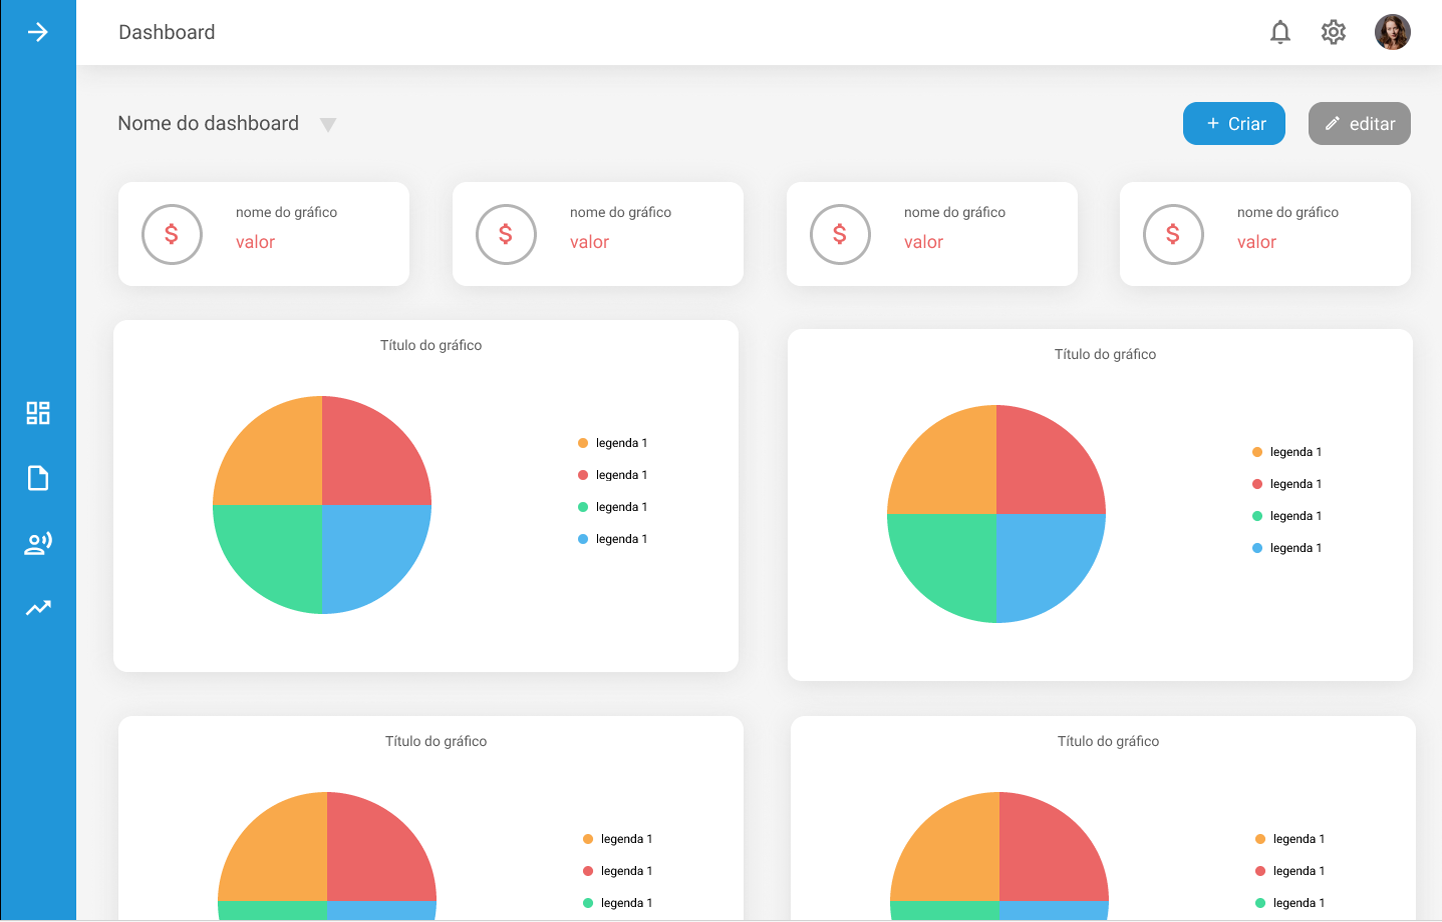 Dashboard
Nome do dashboard
+ Criar
editar
$
nome do gráfico
valor
$
nome do gráfico
valor
$
nome do gráfico
valor
$
nome do gráfico
valor
Título do gráfico
legenda 1
legenda 1
legenda 1
legenda 1
Título do gráfico
legenda 1
legenda 1
legenda 1
legenda 1
Título do gráfico
legenda 1
legenda 1
legenda 1
Título do gráfico
legenda 1
legenda 1
legenda 1